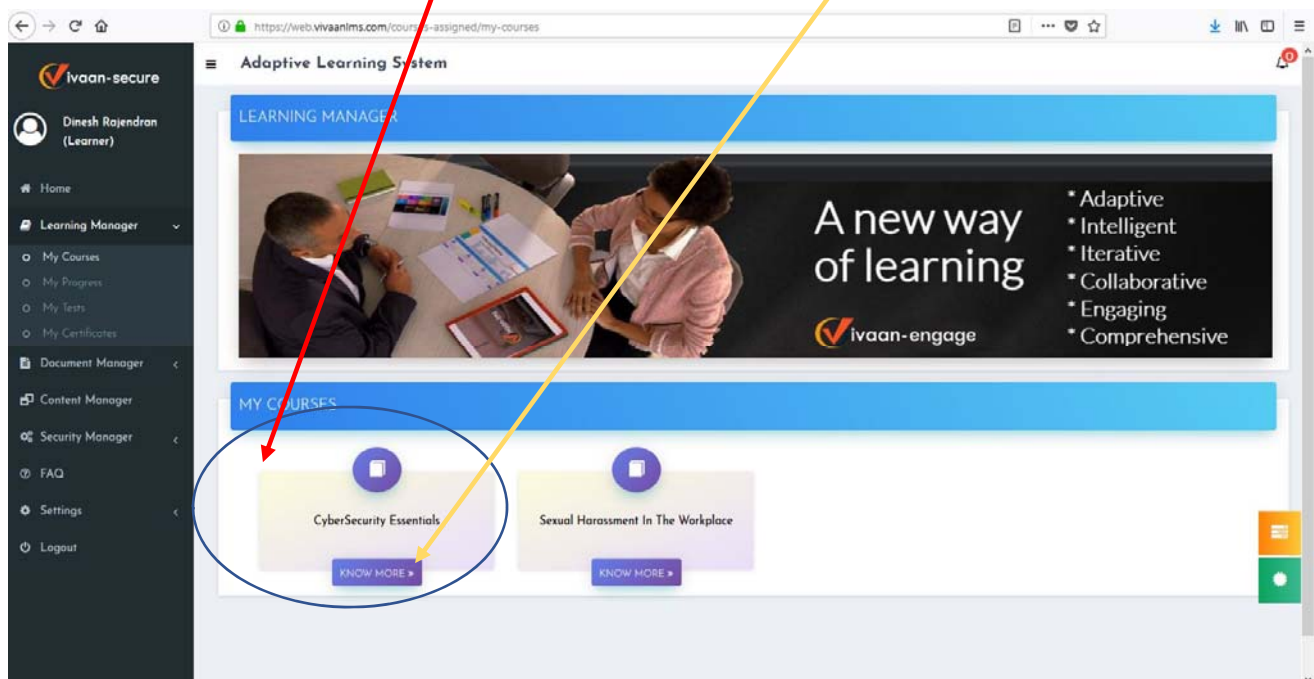 https://web.vivaanlms.com/courses-assigned/my-courses
ivaan-secure
Adaptive Learning System
0
Dinesh Rajendran
(Learner)
Home
Learning Manager
My Courses
My Progress
My Tests
My Certificates
Document Manager
Content Manager
Security Manager
FAQ
Settings
Logout
LEARNING MANAGER
A new way
of learning
ivaan-engage
* Adaptive
* Intelligent
* Iterative
* Collaborative
* Engaging
* Comprehensive
MY COURSES
CyberSecurity Essentials
KNOW MORE »
Sexual Harassment In The Workplace
KNOW MORE »